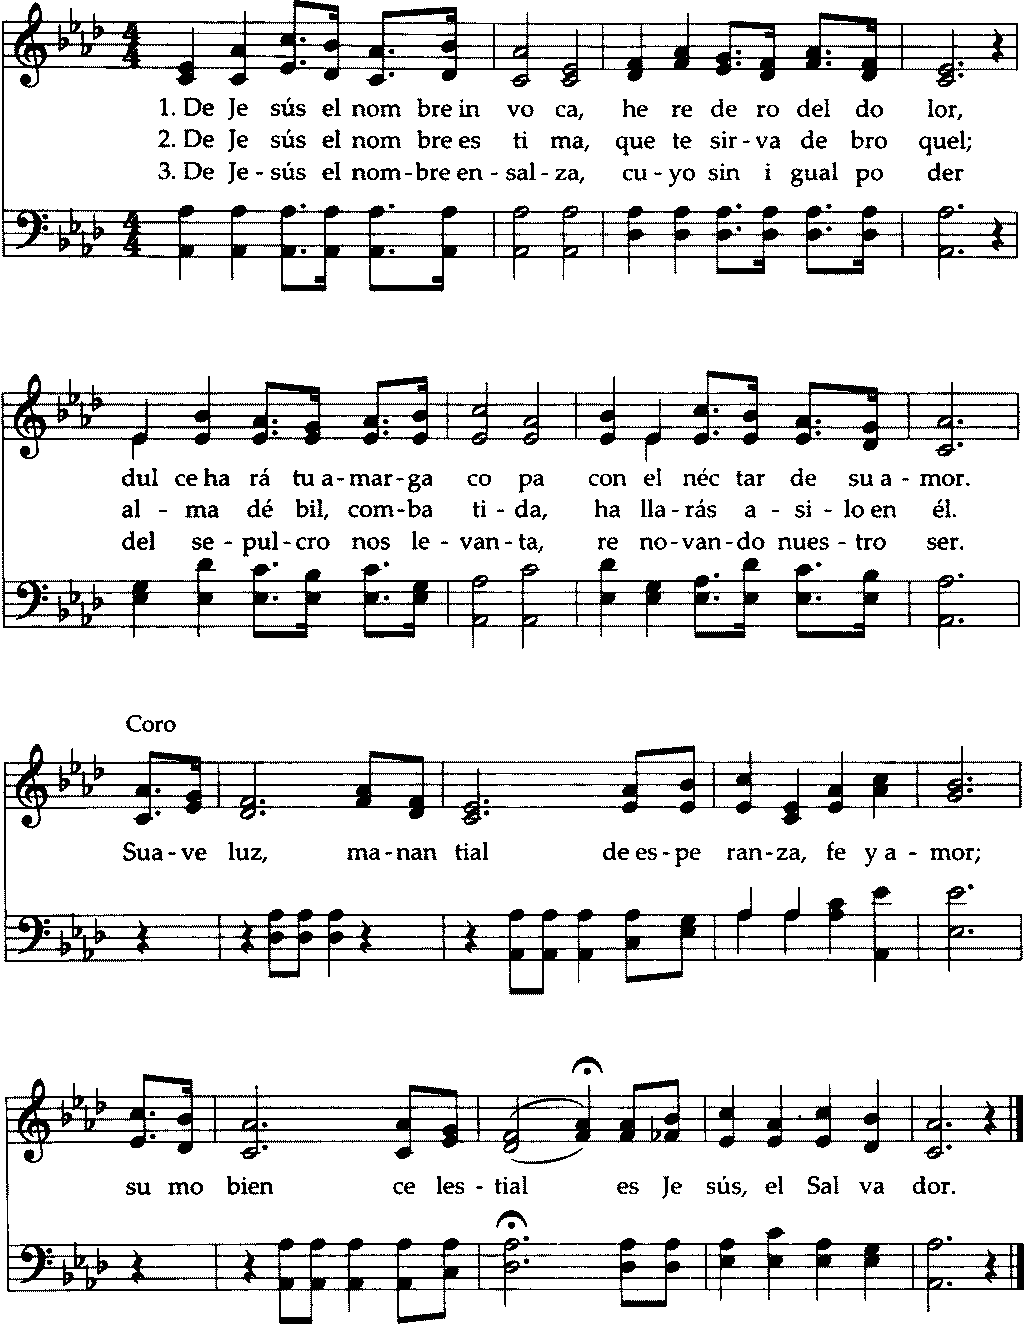 1. De Je sús el nom bre in vo ca, he re de ro del do lor,
2. De Je sús el nom bre es ti ma, que te sir - va de bro quel;
3. De Je - sús el nom - bre en - sal - za, cu - yo sin i gual po der
dul ce ha rá tu a - mar - ga co pa con el néc tar de su a - mor.
al - ma dé bil, com - ba ti - da, ha lla - rás a - si - lo en él.
del se - pul - cro nos le - van - ta, re no - van - do nues - tro ser.
Coro
Sua - ve luz, ma - nan tial de es - pe ran - za, fe y a - mor;
su mo bien ce les - tial es Je sús, el Sal va dor.